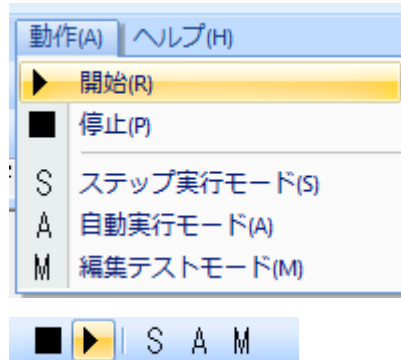 動作(A) ヘルプ(H)
開始(R)
停止(P)
S ステップ実行モード(S)
A 自動実行モード(A)
M 編集テストモード(M)
S A M